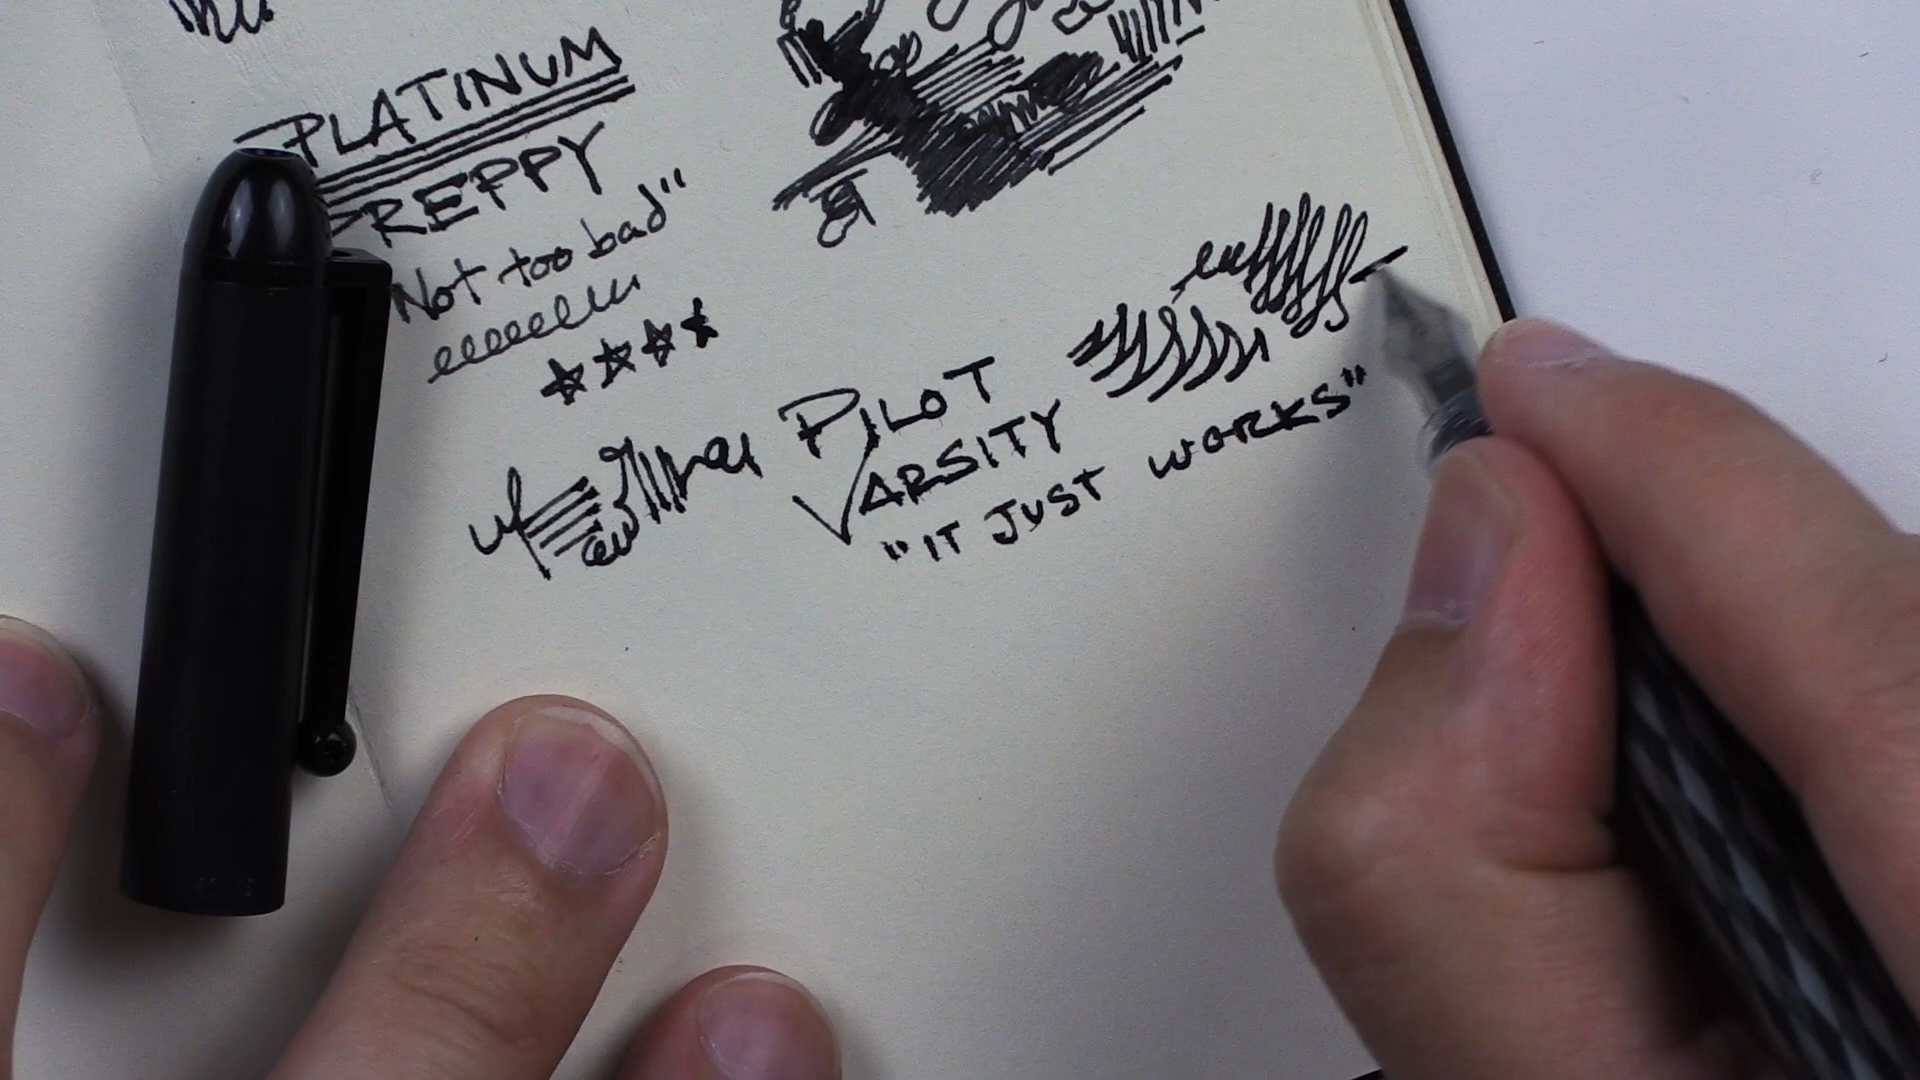 PLATINUM
PREPPY
Not too bad"
PILOT
VARSITY
"IT JUST WORKS"